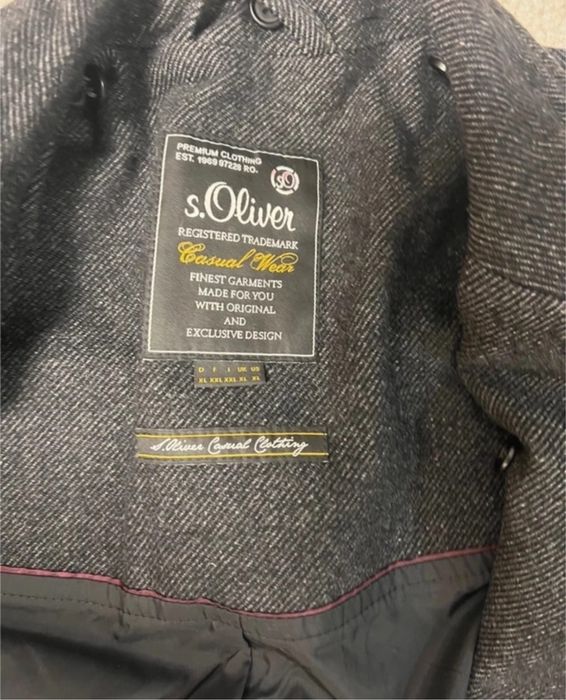 PREMIUM CLOTHING
EST. 1969 97228 RO.
sO
s.Oliver
REGISTERED TRADEMARK
Casual Wear
FINEST GARMENTS
MADE FOR YOU
WITH ORIGINAL
AND
EXCLUSIVE DESIGN
D F I UK US
XL XXL XXL XL XL
s.Oliver Casual Clothing